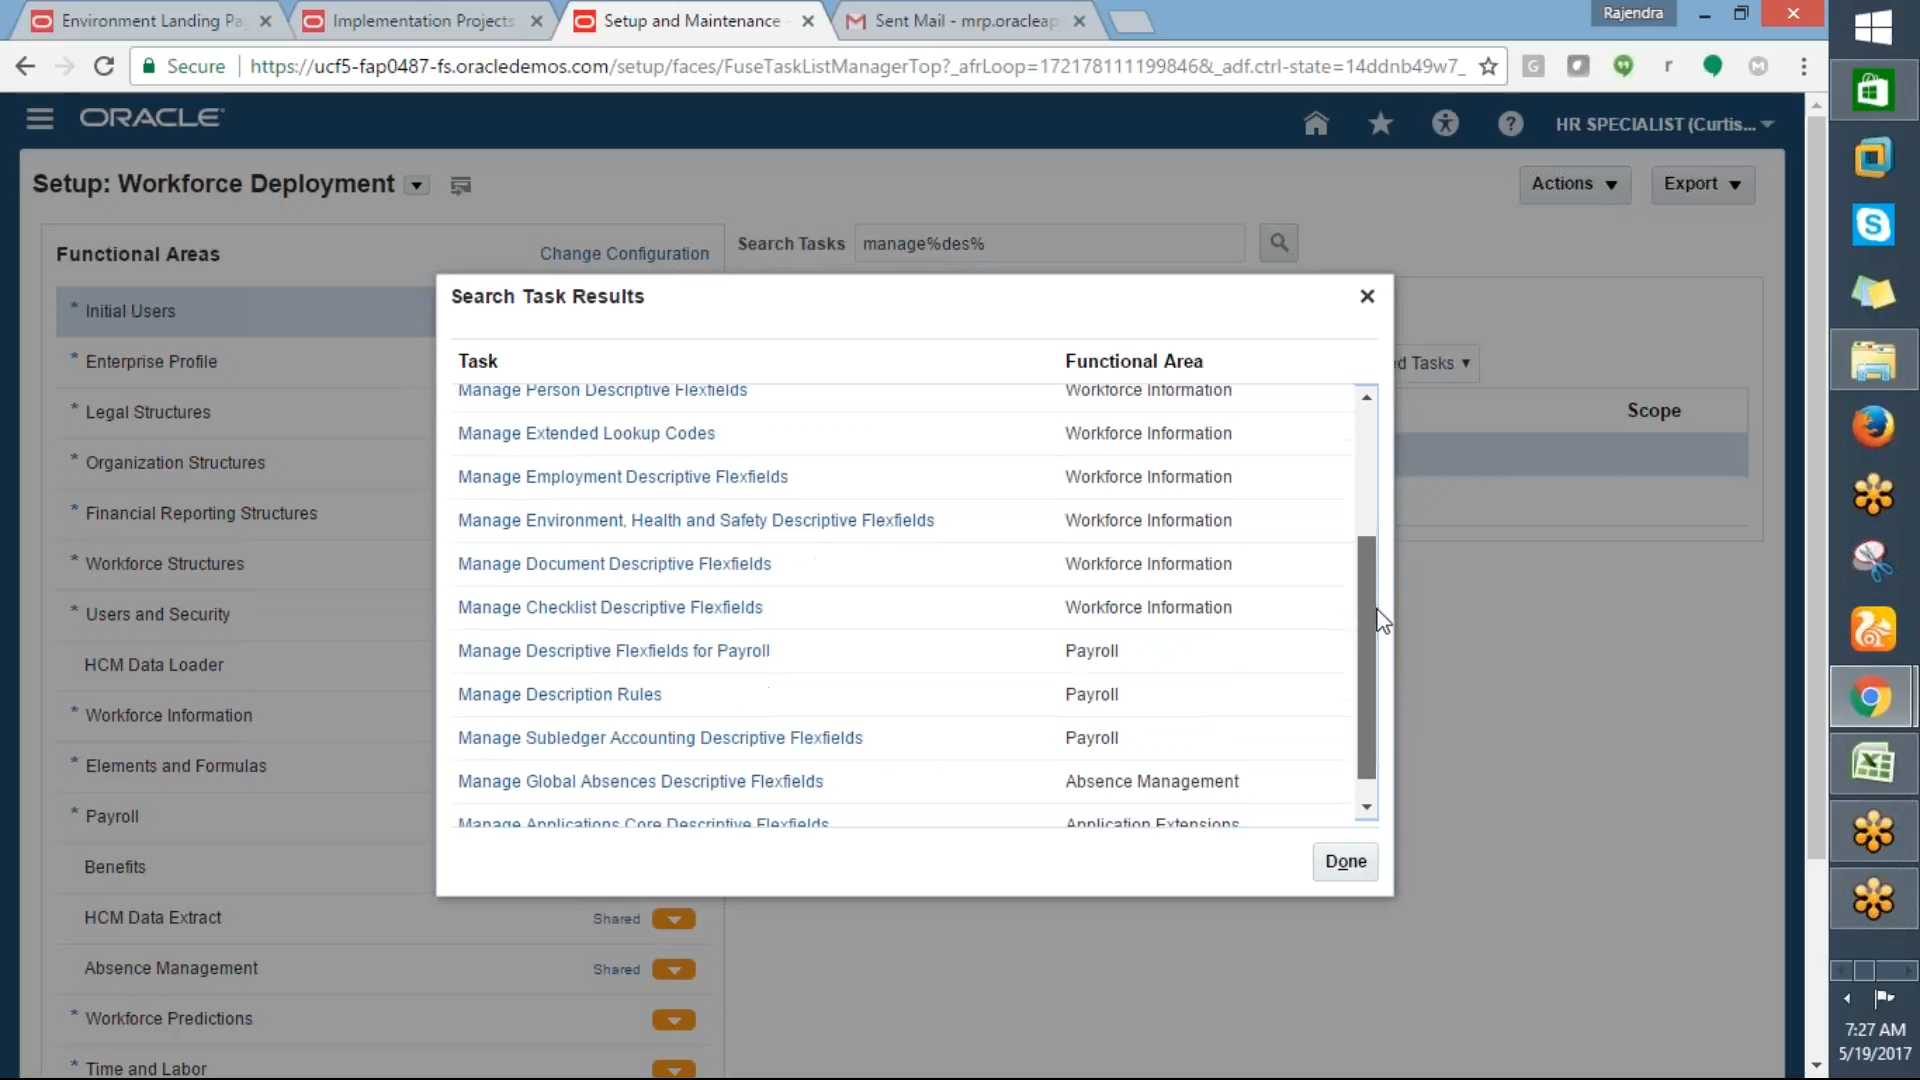 Environment Landing Pa
Implementation Projects
Setup and Maintenance
Sent Mail - mrp.oracleap
Rajendra
Secure
https://ucf5-fap0487-fs.oracledemos.com/setup/faces/FuseTaskListManagerTop?_afrLoop=172178111199846&_adf.ctrl-state=14ddnb49w7_
ORACLE
HR SPECIALIST (Curtis...
Setup: Workforce Deployment
Actions
Export
Functional Areas
Change Configuration
Search Tasks
manage%des%
Initial Users
Enterprise Profile
Legal Structures
Organization Structures
Financial Reporting Structures
Workforce Structures
Users and Security
HCM Data Loader
Workforce Information
Elements and Formulas
Payroll
Benefits
HCM Data Extract Shared
Absence Management Shared
Workforce Predictions
Time and Labor
Search Task Results
Task Functional Area
Manage Person Descriptive Flexfields Workforce Information
Manage Extended Lookup Codes Workforce Information
Manage Employment Descriptive Flexfields Workforce Information
Manage Environment, Health and Safety Descriptive Flexfields Workforce Information
Manage Document Descriptive Flexfields Workforce Information
Manage Checklist Descriptive Flexfields Workforce Information
Manage Descriptive Flexfields for Payroll Payroll
Manage Description Rules Payroll
Manage Subledger Accounting Descriptive Flexfields Payroll
Manage Global Absences Descriptive Flexfields Absence Management
Manage Applications Core Descriptive Flexfields Application Extensions
Done
ed Tasks
Scope
7:27 AM
5/19/2017